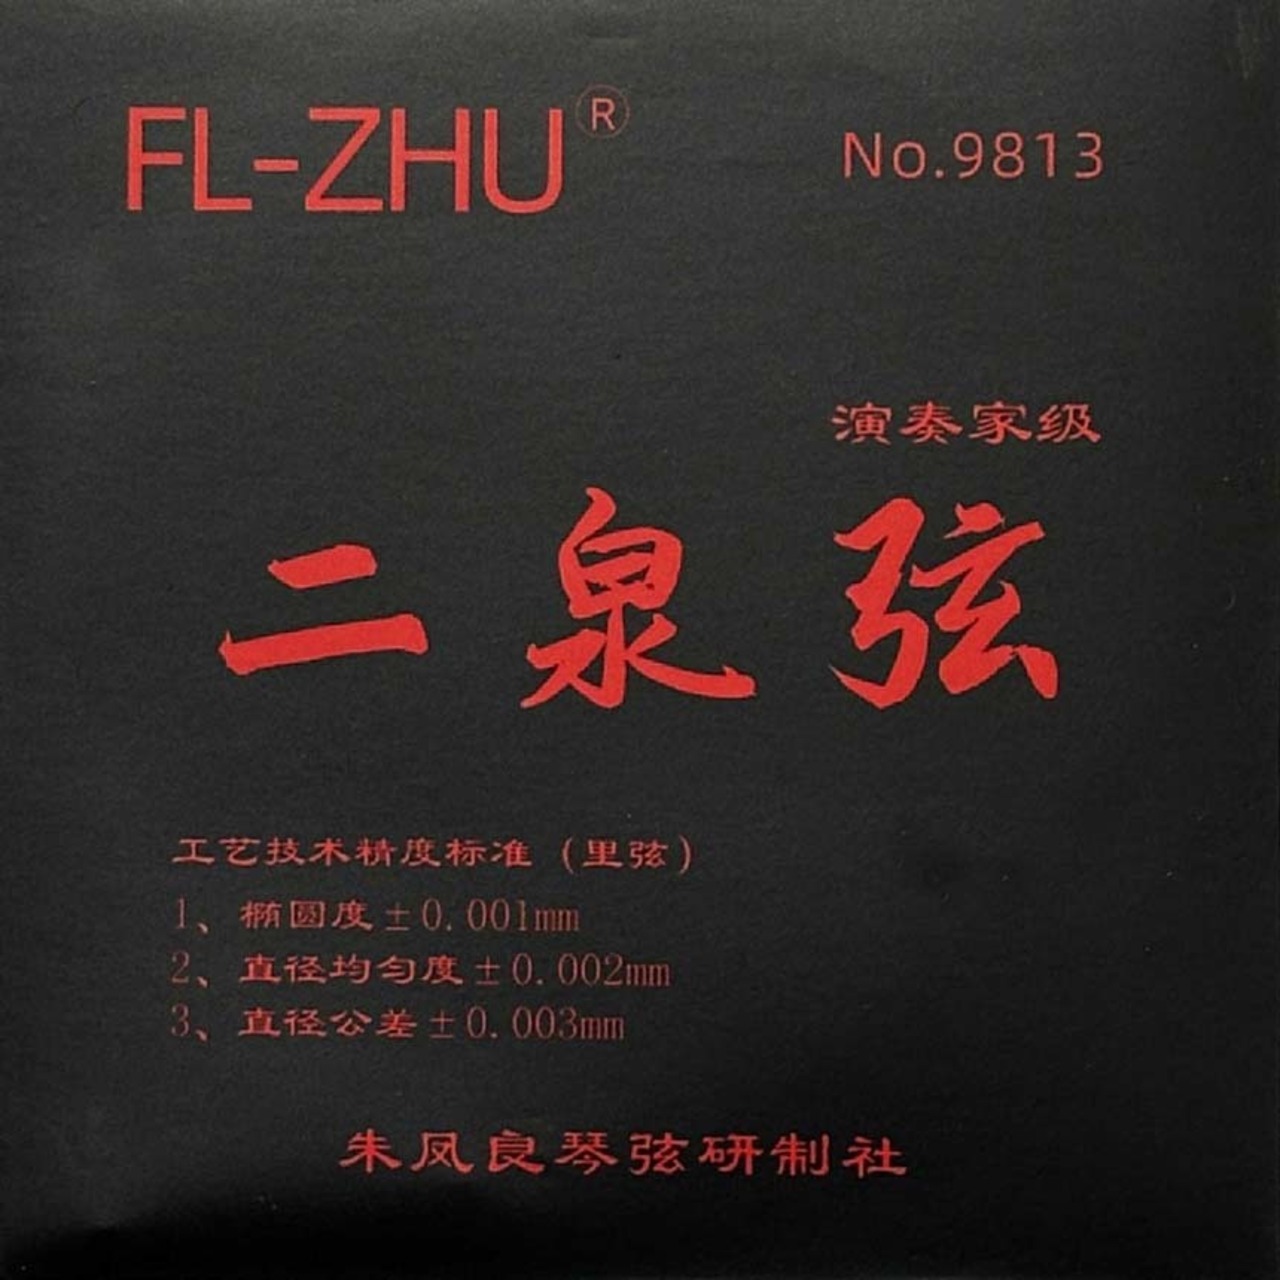 FL-ZHU®
No.9813
演奏家级
二泉弦
工艺技术精度标准（里弦）
1、椭圆度±0.001mm
2、直径均匀度±0.002mm
3、直径公差±0.003mm
朱凤良琴弦研制社